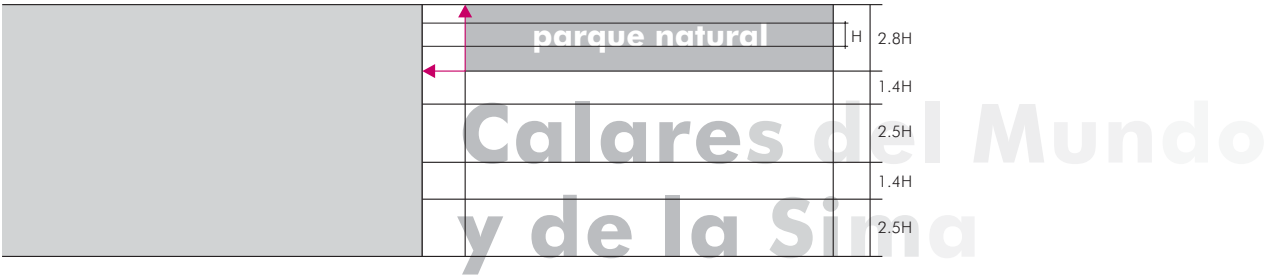 parque natural
H
2.8H
1.4H
Calares del Mundo
2.5H
1.4H
y de la Sima
2.5H